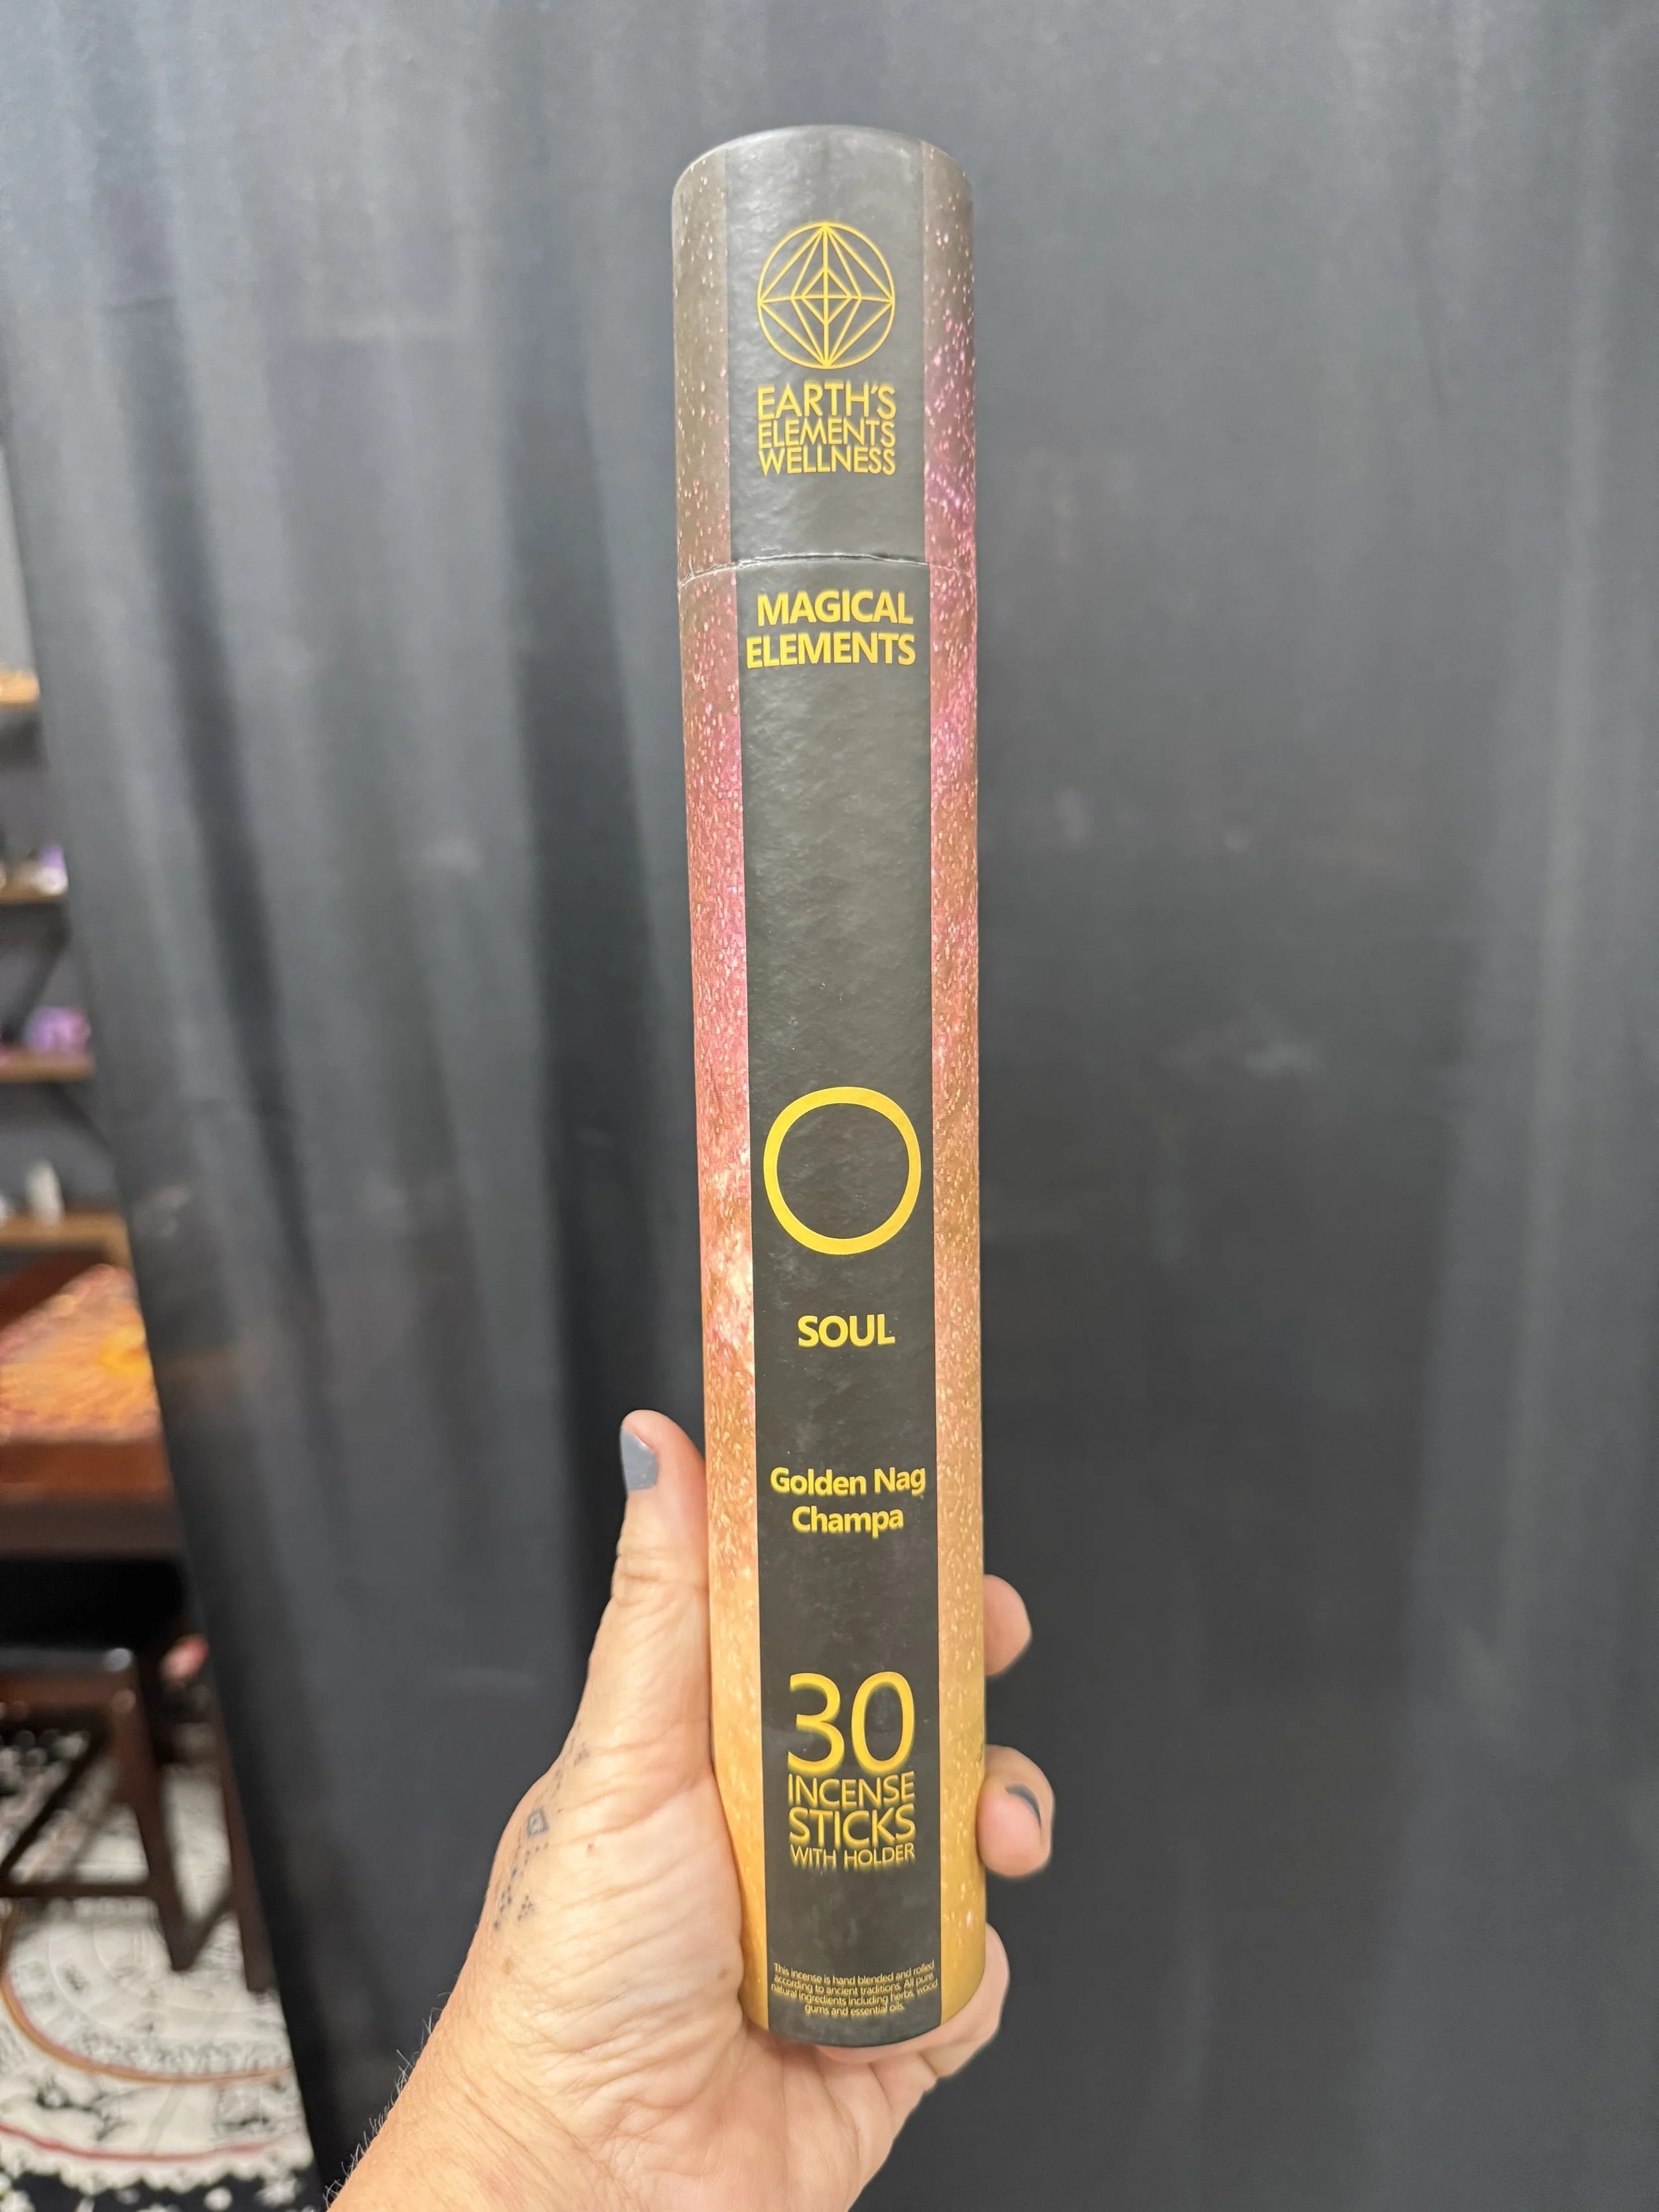 EARTH'S
ELEMENTS
WELLNESS
MAGICAL
ELEMENTS
SOUL
Golden Nag
Champa
30
INCENSE
STICKS
WITH HOLDER
This incense is hand blended and rolled
according to ancient traditions. All pure
natural ingredients including herbs, wood
gums and essential oils.